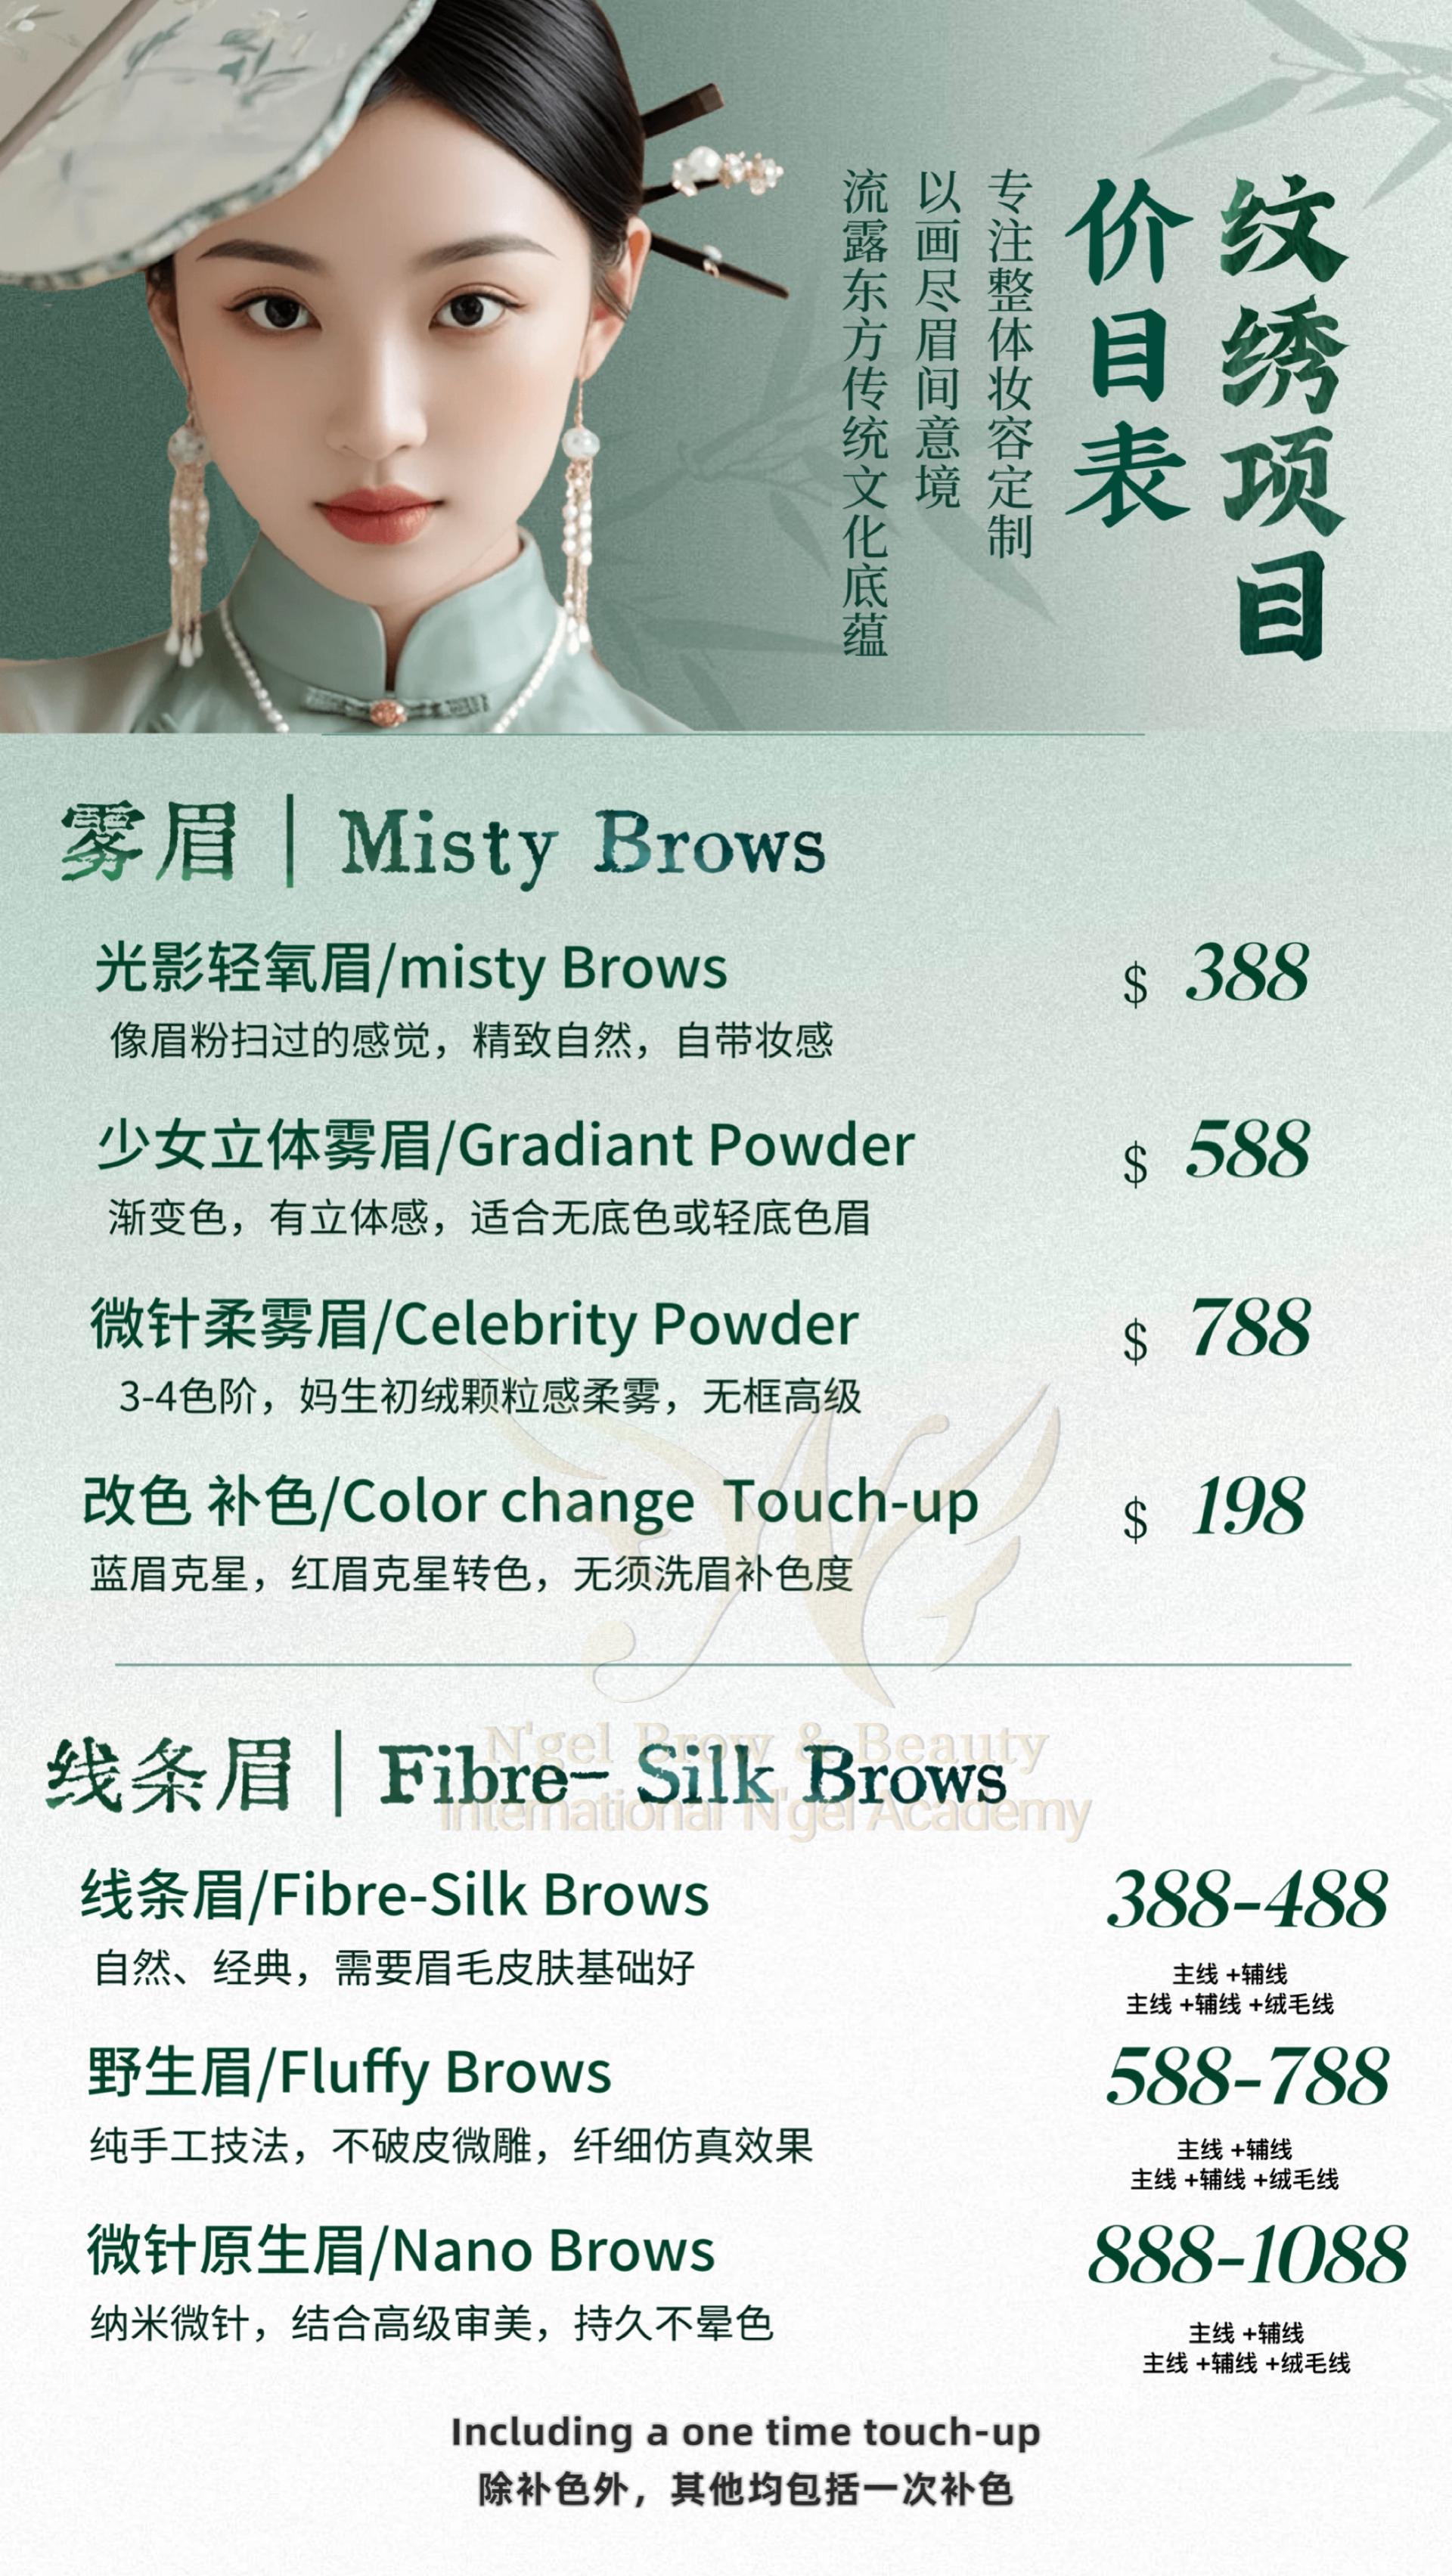 纹绣项目
价目表
专注整体妆容定制
以画尽眉间意境
流露东方传统文化底蕴
雾眉 | Misty Brows
光影轻氧眉/misty Brows $ 388
像眉粉扫过的感觉，精致自然，自带妆感
少女立体雾眉/Gradiant Powder $ 588
渐变色，有立体感，适合无底色或轻底色眉
微针柔雾眉/Celebrity Powder $ 788
3-4色阶，妈生初绒颗粒感柔雾，无框高级
改色 补色/Color change Touch-up $ 198
蓝眉克星，红眉克星转色，无须洗眉补色度
N'gel Brow & Beauty
线条眉 | Fibre- Silk Brows
International N'gel Academy
线条眉/Fibre-Silk Brows 388-488
自然、经典，需要眉毛皮肤基础好
主线 +辅线
主线 +辅线 +绒毛线
野生眉/Fluffy Brows 588-788
纯手工技法，不破皮微雕，纤细仿真效果
主线 +辅线
主线 +辅线 +绒毛线
微针原生眉/Nano Brows 888-1088
纳米微针，结合高级审美，持久不晕色
主线 +辅线
主线 +辅线 +绒毛线
Including a one time touch-up
除补色外，其他均包括一次补色